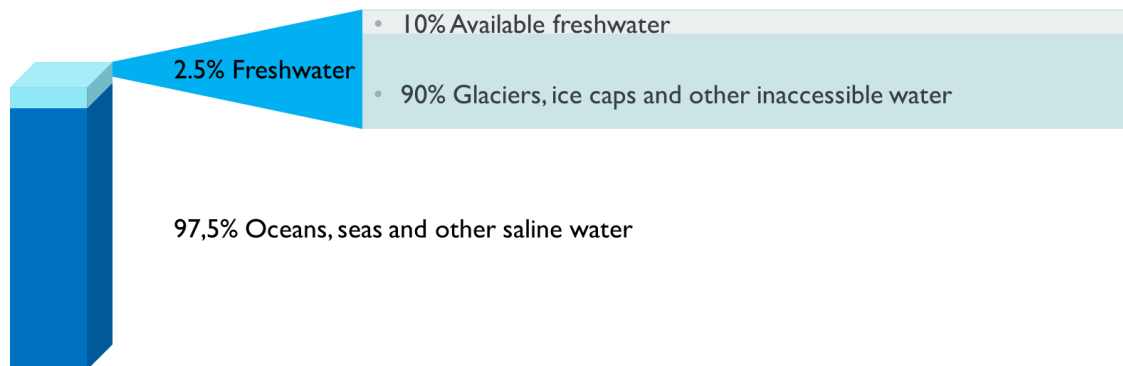 • 10% Available freshwater
2.5% Freshwater
• 90% Glaciers, ice caps and other inaccessible water
97,5% Oceans, seas and other saline water